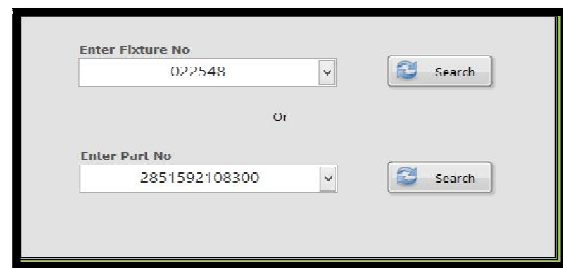 Enter Fixture No
022548 Search
Or
Enter Part No
2851592108300 Search